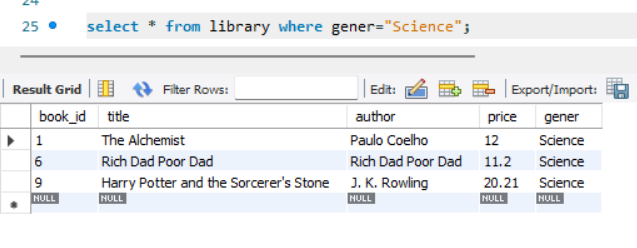 24
25 select * from library where gener="Science";
Result Grid Filter Rows: Edit: Export/Import:
book_id title author price gener
1 The Alchemist Paulo Coelho 12 Science
6 Rich Dad Poor Dad Rich Dad Poor Dad 11.2 Science
9 Harry Potter and the Sorcerer's Stone J. K. Rowling 20.21 Science
NULL NULL NULL NULL NULL